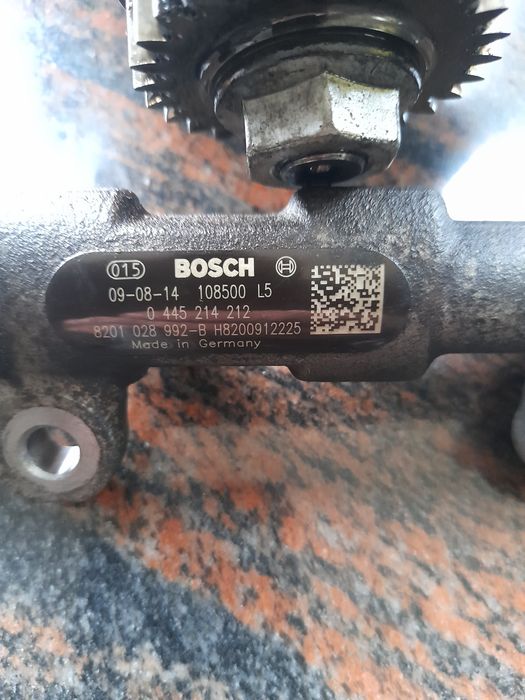 015 BOSCH
09-08-14 108500 L5
0 445 214 212
8201 028 992-B H8200912225
Made in Germany